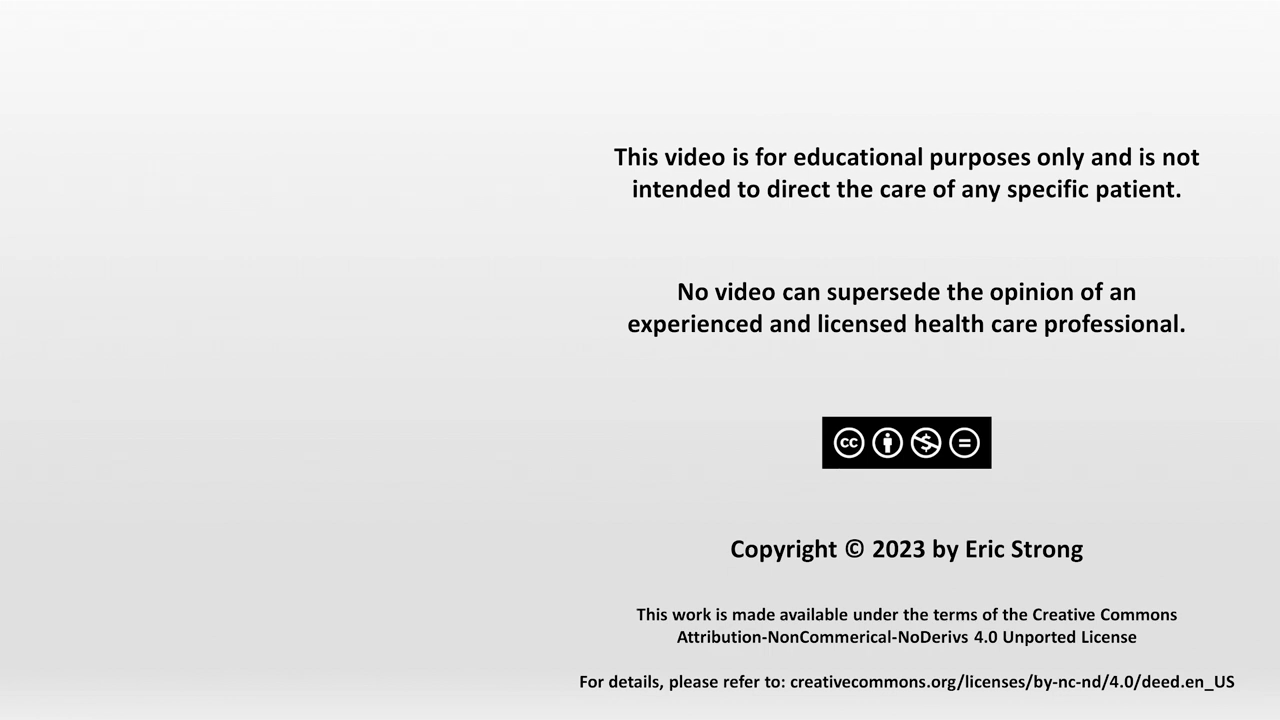 This video is for educational purposes only and is not
intended to direct the care of any specific patient.
No video can supersede the opinion of an
experienced and licensed health care professional.
cc
Copyright © 2023 by Eric Strong
This work is made available under the terms of the Creative Commons
Attribution-NonCommerical-NoDerivs 4.0 Unported License
For details, please refer to: creativecommons.org/licenses/by-nc-nd/4.0/deed.en_US